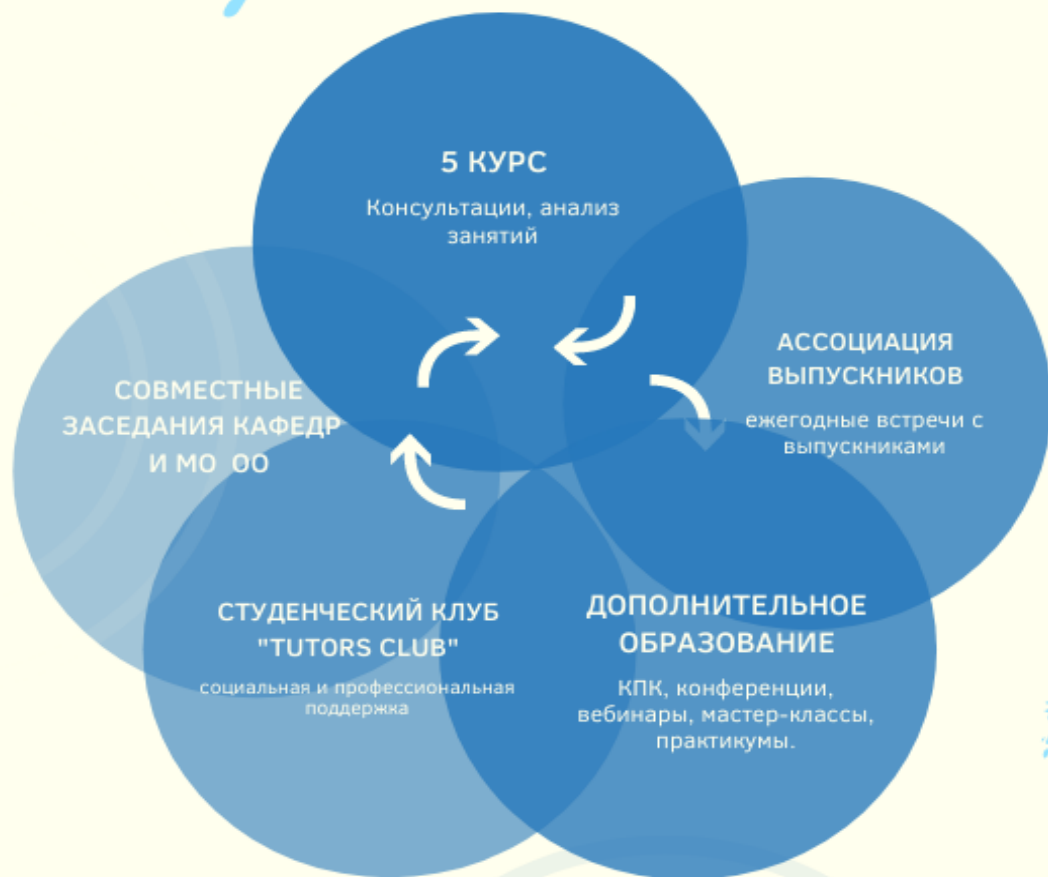 5 КУРС
Консультации, анализ
занятий
АССОЦИАЦИЯ
ВЫПУСКНИКОВ
ежегодные встречи с
выпускниками
СОВМЕСТНЫЕ
ЗАСЕДАНИЯ КАФЕДР
И МО ОО
СТУДЕНЧЕСКИЙ КЛУБ
"TUTORS CLUB"
социальная и профессиональная
поддержка
ДОПОЛНИТЕЛЬНОЕ
ОБРАЗОВАНИЕ
КПК, конференции,
вебинары, мастер-классы,
практикумы.